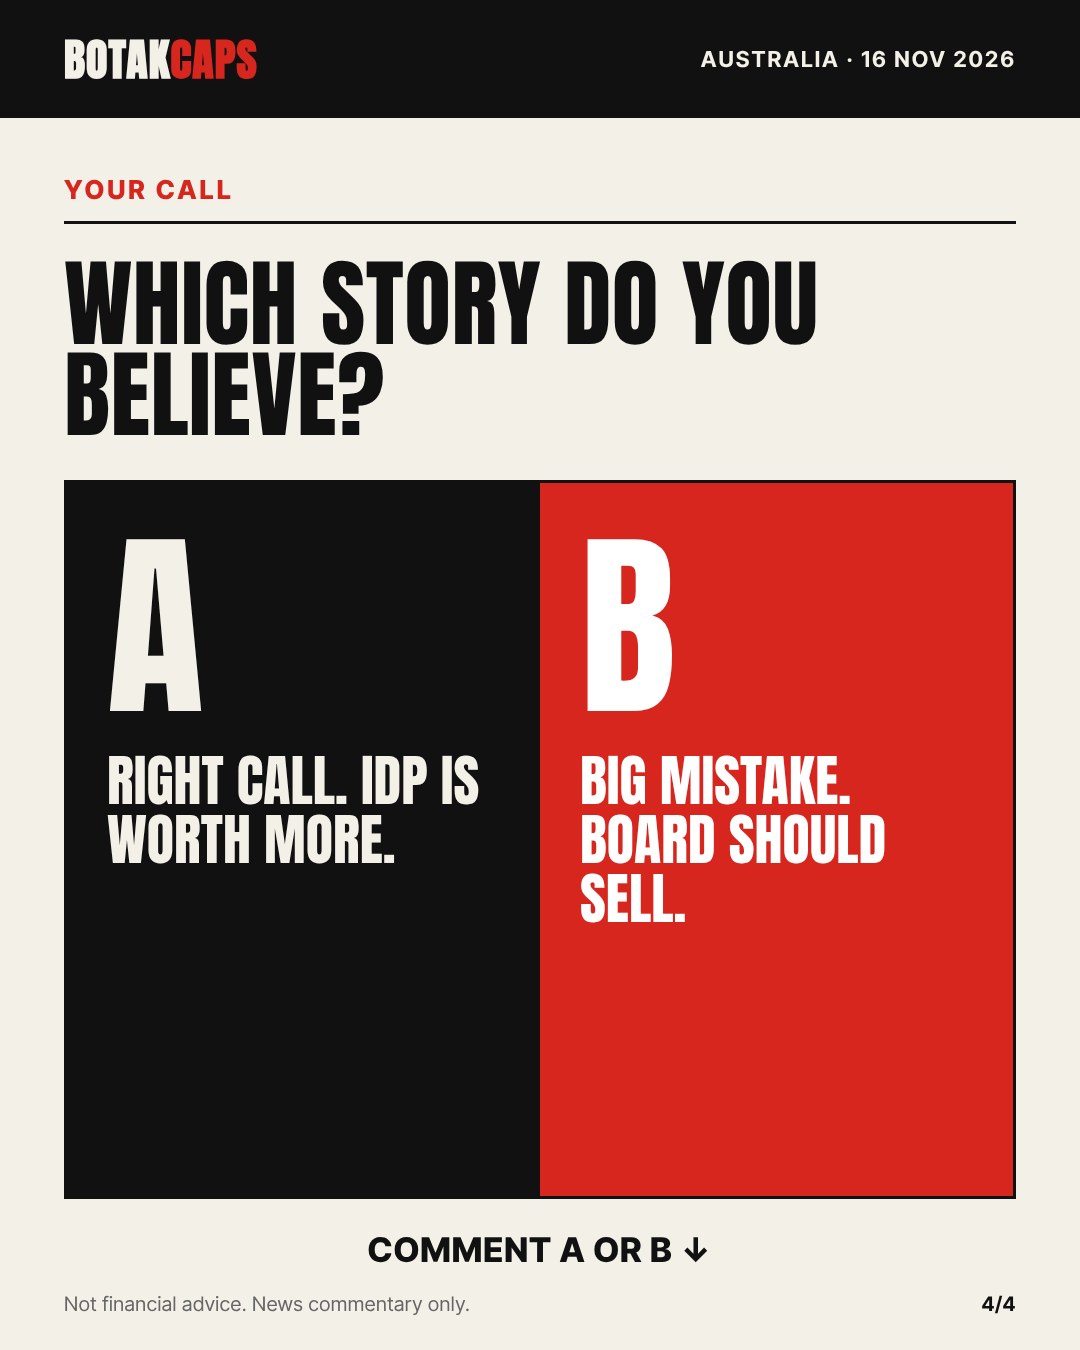 BOTAKCAPS
AUSTRALIA · 16 NOV 2026
YOUR CALL
WHICH STORY DO YOU
BELIEVE?
A
RIGHT CALL. IDP IS
WORTH MORE.
B
BIG MISTAKE.
BOARD SHOULD
SELL.
COMMENT A OR B ↓
Not financial advice. News commentary only.
4/4